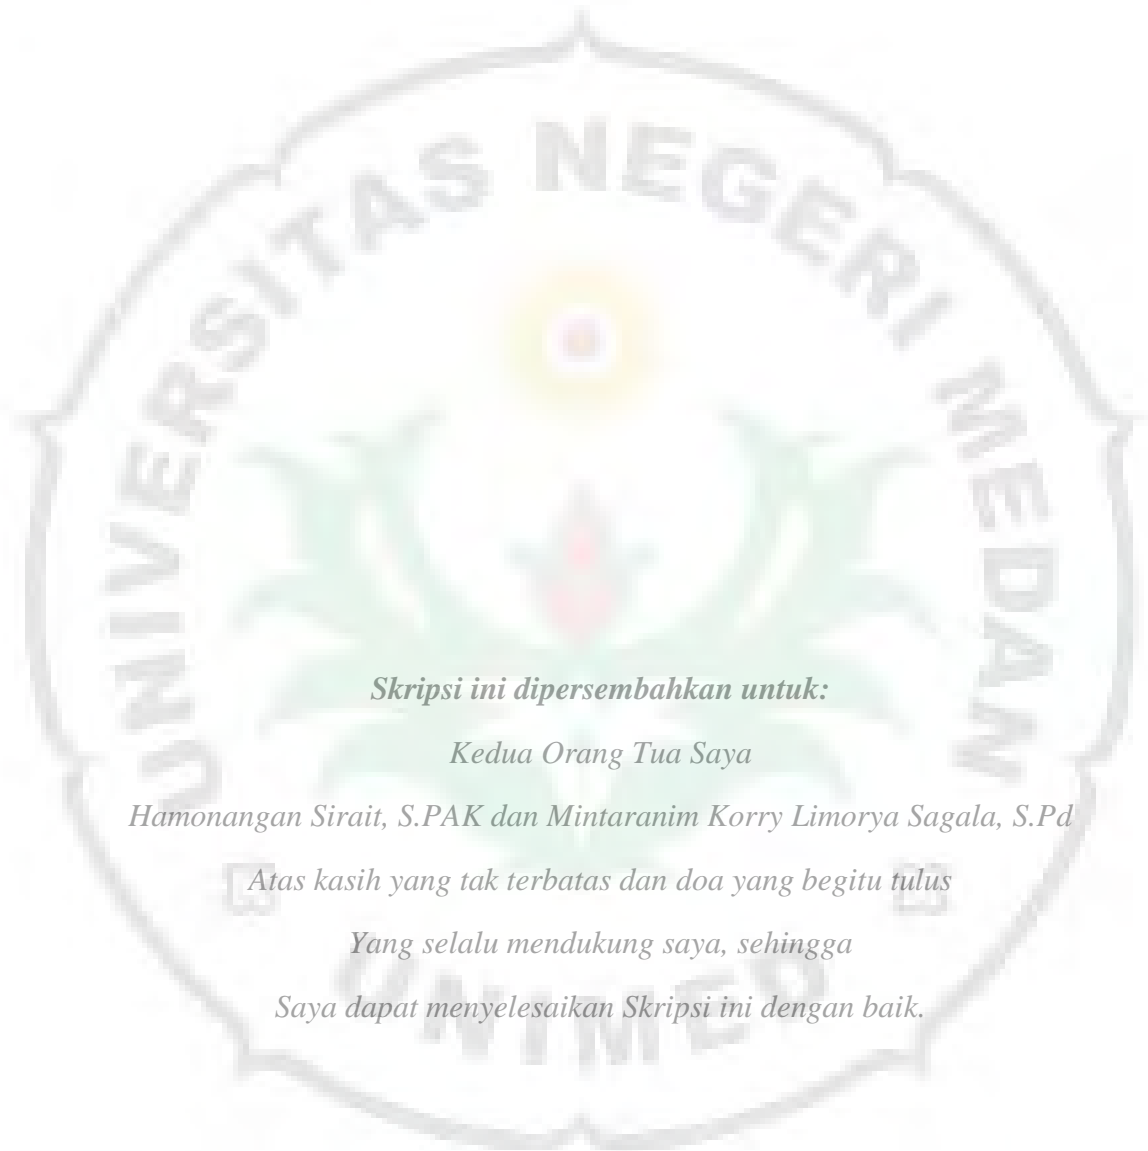 UNIVERSITAS NEGERI MEDAN
Skripsi ini dipersembahkan untuk:
Kedua Orang Tua Saya
Hamonangan Sirait, S.PAK dan Mintaranim Korry Limorya Sagala, S.Pd
Atas kasih yang tak terbatas dan doa yang begitu tulus
Yang selalu mendukung saya, sehingga
Saya dapat menyelesaikan Skripsi ini dengan baik.
UNIMED